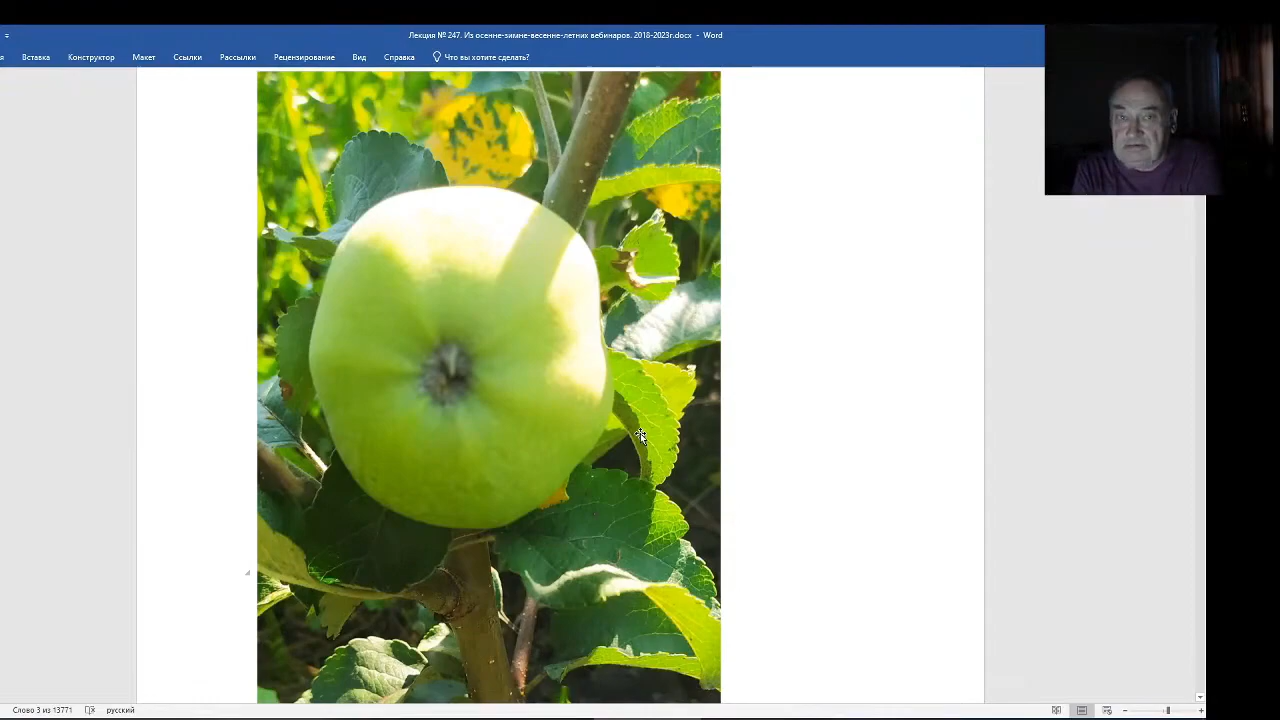 Лекция № 247. Из осенне-зимне-весенне-летних вебинаров. 2018-2023г.docx - Word
я Вставка Конструктор Макет Ссылки Рассылки Рецензирование Вид Справка Что вы хотите сделать?
Слово 3 из 13771 русский